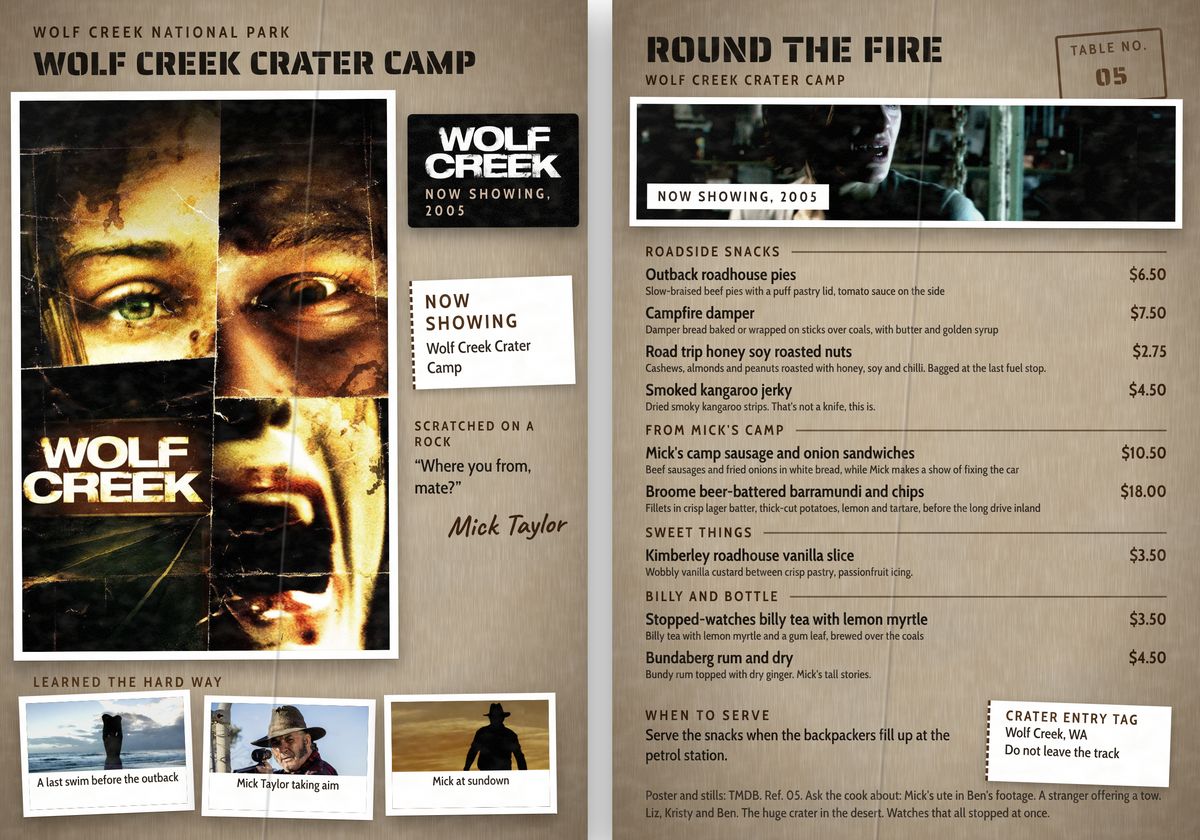 WOLF CREEK NATIONAL PARK
WOLF CREEK CRATER CAMP
WOLF
CREEK
WOLF
CREEK
NOW SHOWING,
2005
NOW
SHOWING
Wolf Creek Crater
Camp
SCRATCHED ON A
ROCK
“Where you from,
mate?”
Mick Taylor
LEARNED THE HARD WAY
A last swim before the outback
Mick Taylor taking aim
Mick at sundown
ROUND THE FIRE
WOLF CREEK CRATER CAMP
TABLE NO.
05
NOW SHOWING, 2005
ROADSIDE SNACKS
Outback roadhouse pies $6.50
Slow-braised beef pies with a puff pastry lid, tomato sauce on the side
Campfire damper $7.50
Damper bread baked or wrapped on sticks over coals, with butter and golden syrup
Road trip honey soy roasted nuts $2.75
Cashews, almonds and peanuts roasted with honey, soy and chilli. Bagged at the last fuel stop.
Smoked kangaroo jerky $4.50
Dried smoky kangaroo strips. That's not a knife, this is.
FROM MICK'S CAMP
Mick's camp sausage and onion sandwiches $10.50
Beef sausages and fried onions in white bread, while Mick makes a show of fixing the car
Broome beer-battered barramundi and chips $18.00
Fillets in crisp lager batter, thick-cut potatoes, lemon and tartare, before the long drive inland
SWEET THINGS
Kimberley roadhouse vanilla slice $3.50
Wobbly vanilla custard between crisp pastry, passionfruit icing.
BILLY AND BOTTLE
Stopped-watches billy tea with lemon myrtle $3.50
Billy tea with lemon myrtle and a gum leaf, brewed over the coals
Bundaberg rum and dry $4.50
Bundy rum topped with dry ginger. Mick's tall stories.
WHEN TO SERVE
Serve the snacks when the backpackers fill up at the
petrol station.
CRATER ENTRY TAG
Wolf Creek, WA
Do not leave the track
Poster and stills: TMDB. Ref. 05. Ask the cook about: Mick's ute in Ben's footage. A stranger offering a tow.
Liz, Kristy and Ben. The huge crater in the desert. Watches that all stopped at once.